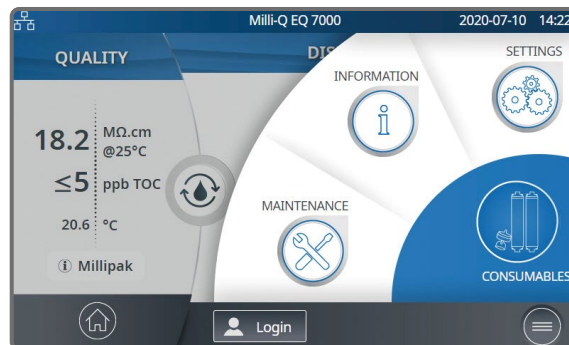 Milli-Q EQ 7000
2020-07-10 14:22
QUALITY
DIS
18.2 MΩ.cm
@25°C
≤5 ppb TOC
20.6 °C
i Millipak
INFORMATION
i
SETTINGS
MAINTENANCE
CONSUMABLES
Login